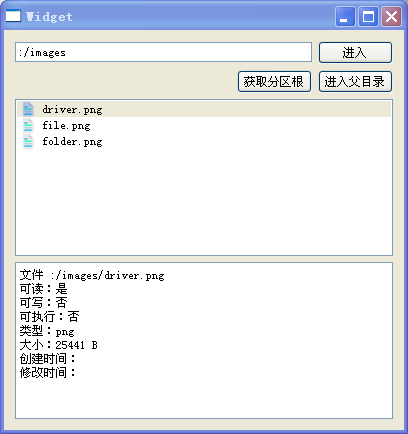 Widget
:/images
进入
获取分区根
进入父目录
driver.png
file.png
folder.png
文件 :/images/driver.png
可读：是
可写：否
可执行：否
类型：png
大小：25441 B
创建时间：
修改时间：